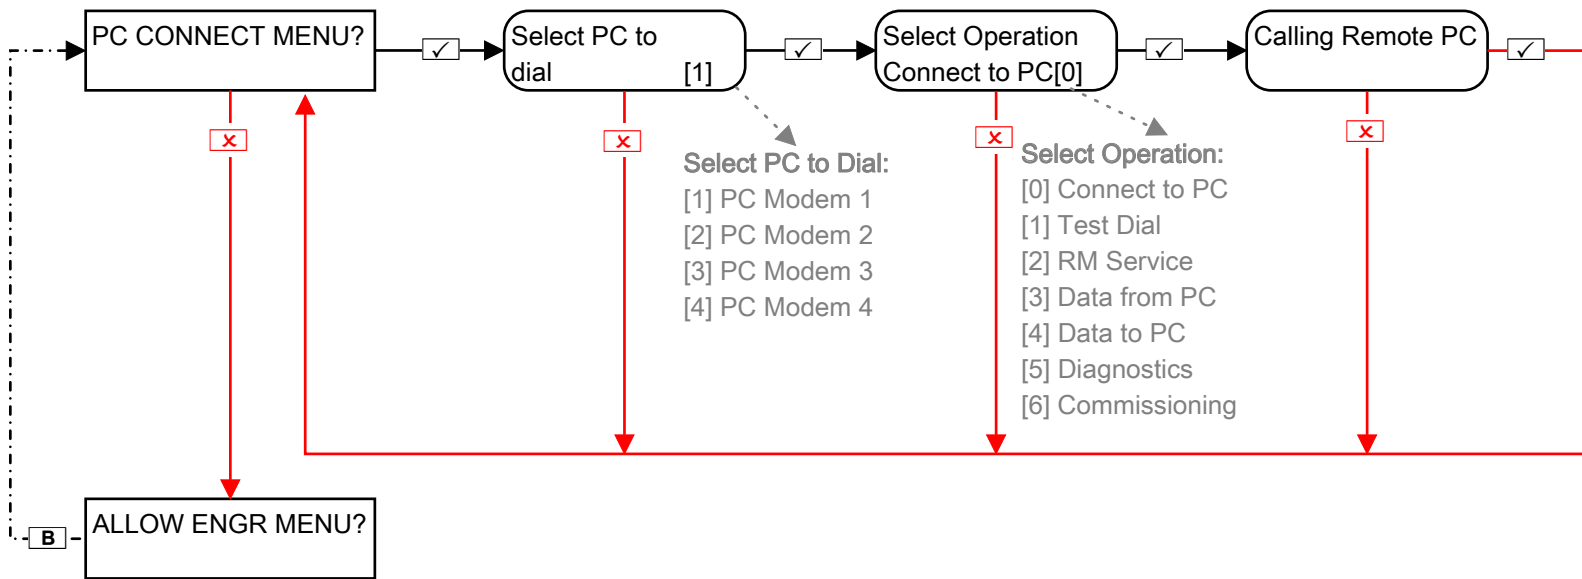 PC CONNECT MENU?
✓
Select PC to
dial [1]
✓
Select Operation
Connect to PC[0]
✓
Calling Remote PC
✓
✗
✗
✗
✗
Select PC to Dial:
[1] PC Modem 1
[2] PC Modem 2
[3] PC Modem 3
[4] PC Modem 4
Select Operation:
[0] Connect to PC
[1] Test Dial
[2] RM Service
[3] Data from PC
[4] Data to PC
[5] Diagnostics
[6] Commissioning
ALLOW ENGR MENU?
B